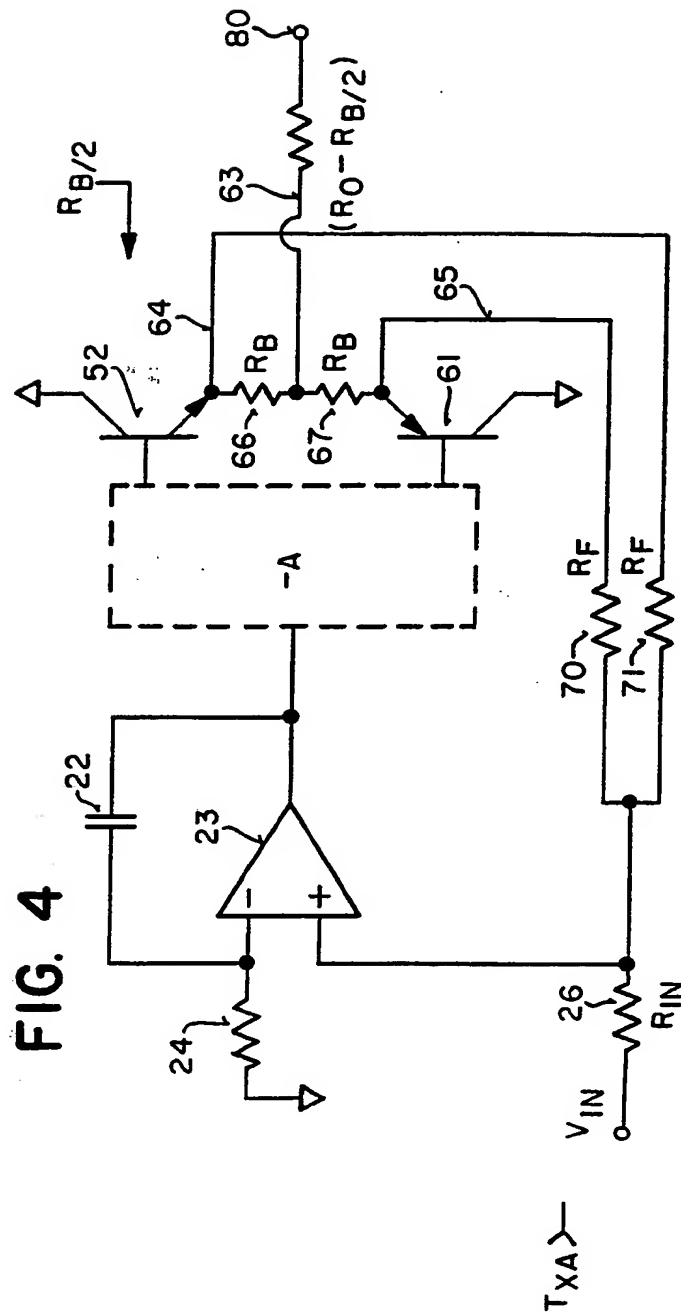 FIG. 4
22
23
24
-
+
-A
52
64
R_B/2
R_B
66
R_B
67
61
65
63
80
(R_O - R_B/2)
70
R_F
71
R_F
26
R_IN
V_IN
T_XA